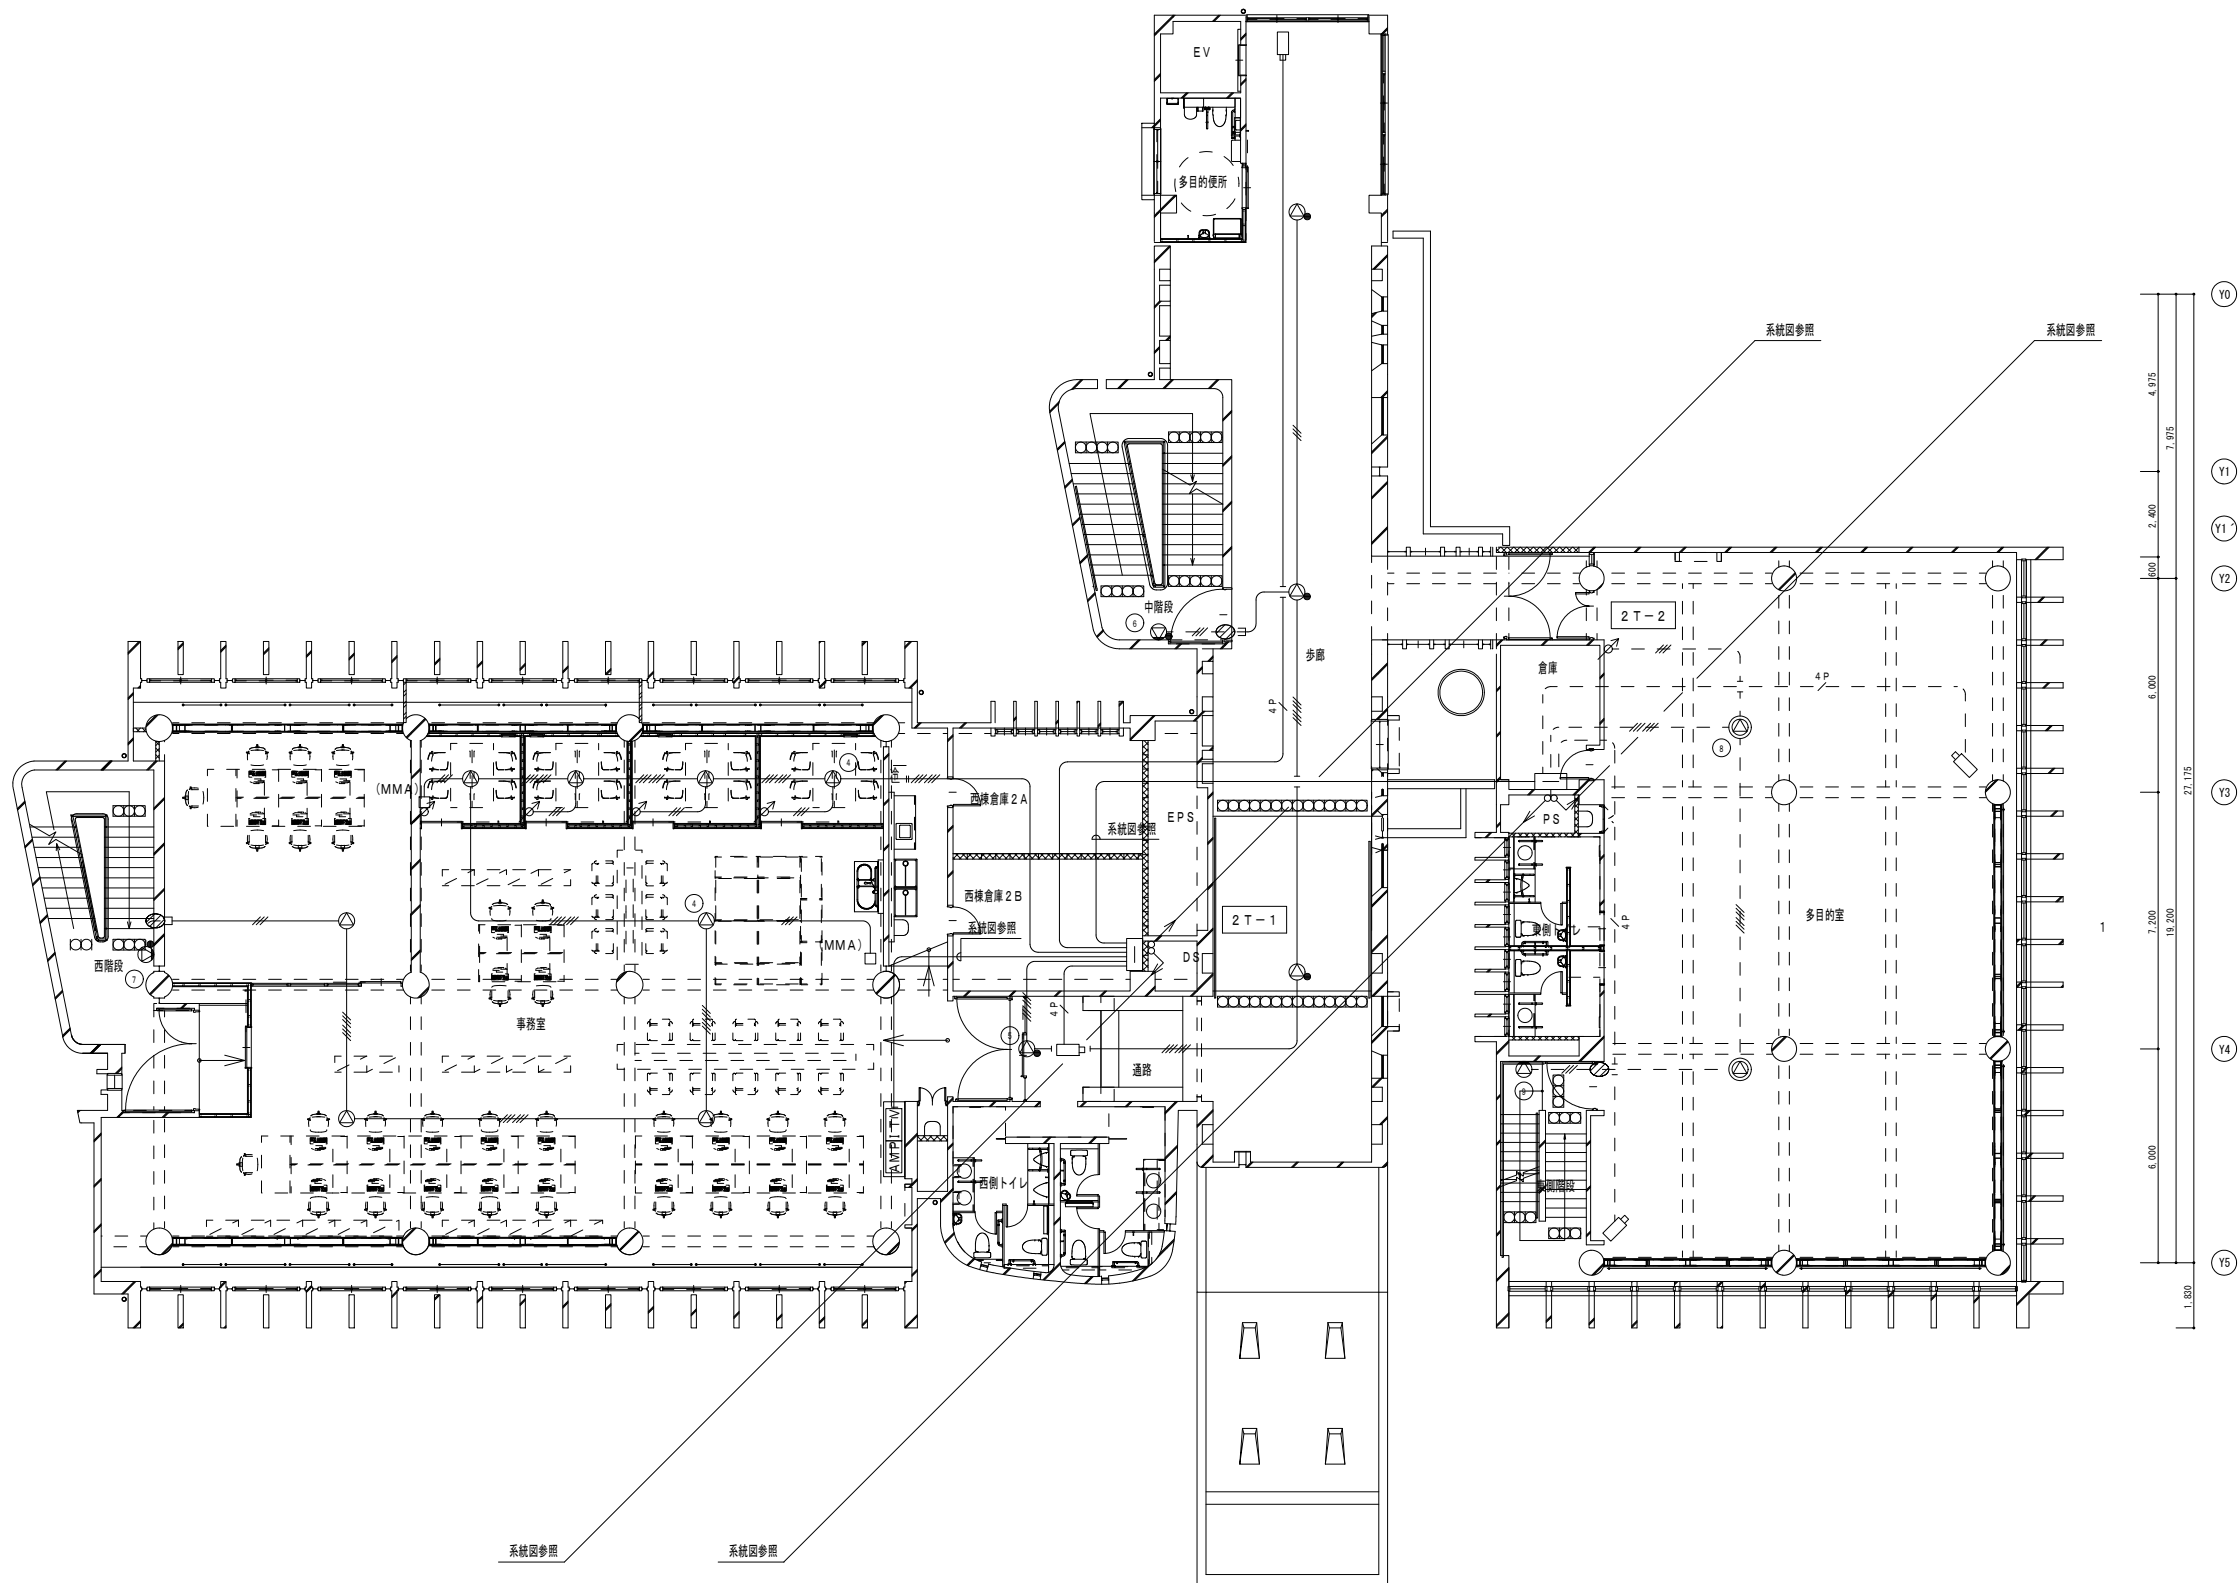 EV
多目的便所
Y0
系統図参照
系統図参照
4,975
7,975
Y1
2,400
Y1´
600
Y2
中階段
6
2T-2
歩廊
倉庫
4P
4P
6,000
8
4
(MMA)
西棟倉庫2A
EPS
系統図参照
PS
Y3
27,175
西棟倉庫2B
4
(MMA)
系統図参照
2T-1
4P
多目的室
1
7,200
19,200
西階段
7
DS
事務室
5
4P
通路
Y4
9
AMP
ITV
西側トイレ
東側階段
6,000
Y5
1,830
系統図参照
系統図参照